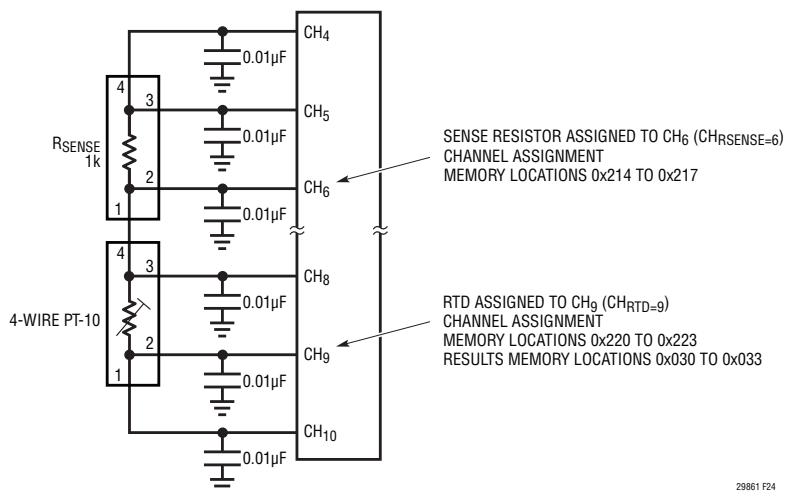 CH4
0.01µF
4
3
CH5
0.01µF
RSENSE
1k
2
CH6
1
0.01µF
SENSE RESISTOR ASSIGNED TO CH6 (CHRSENSE=6)
CHANNEL ASSIGNMENT
MEMORY LOCATIONS 0x214 TO 0x217
4
3
CH8
0.01µF
4-WIRE PT-10
2
CH9
1
0.01µF
RTD ASSIGNED TO CH9 (CHRTD=9)
CHANNEL ASSIGNMENT
MEMORY LOCATIONS 0x220 TO 0x223
RESULTS MEMORY LOCATIONS 0x030 TO 0x033
CH10
0.01µF
29861 F24